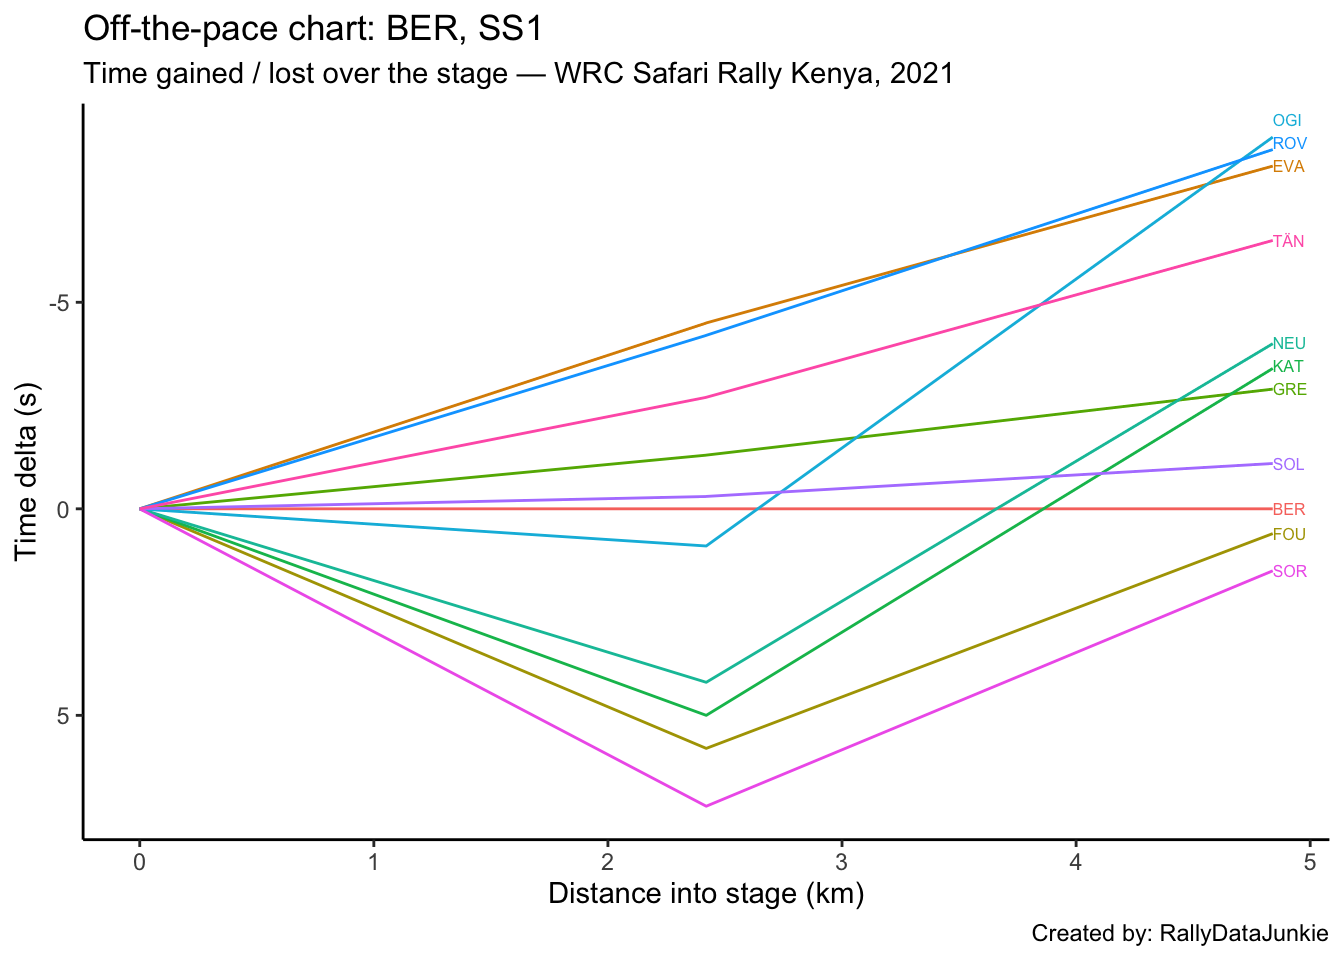 Off-the-pace chart: BER, SS1
Time gained / lost over the stage — WRC Safari Rally Kenya, 2021
OGI
ROV
EVA
TÄN
-5
NEU
KAT
GRE
SOL
0
BER
FOU
SOR
5
Time delta (s)
0 1 2 3 4 5
Distance into stage (km)
Created by: RallyDataJunkie